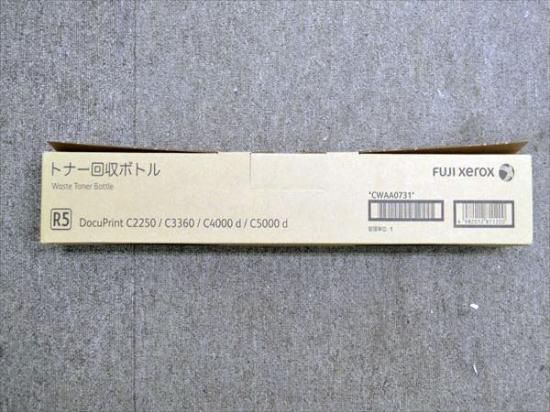 トナー回収ボトル
Waste Toner Bottle
R5
DocuPrint C2250 / C3360 / C4000 d / C5000 d
FUJI xerox
*CWAA0731*